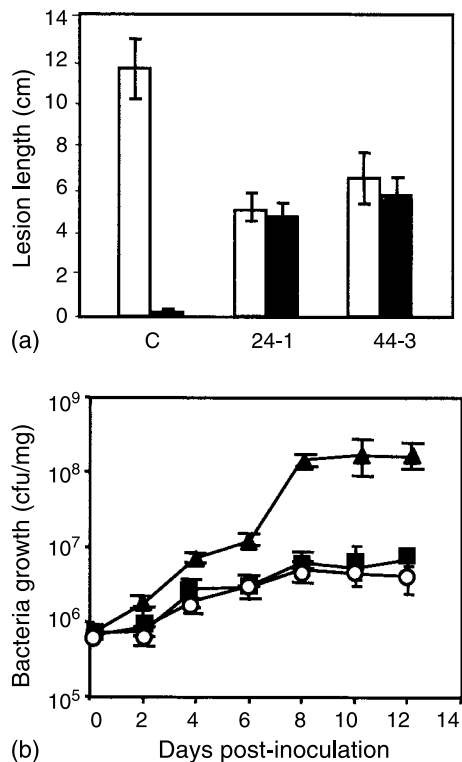 14
12
10
8
6
4
2
0
Lesion length (cm)
C 24-1 44-3
(a)
10⁹
10⁸
10⁷
10⁶
10⁵
Bacteria growth (cfu/mg)
0 2 4 6 8 10 12 14
Days post-inoculation
(b)